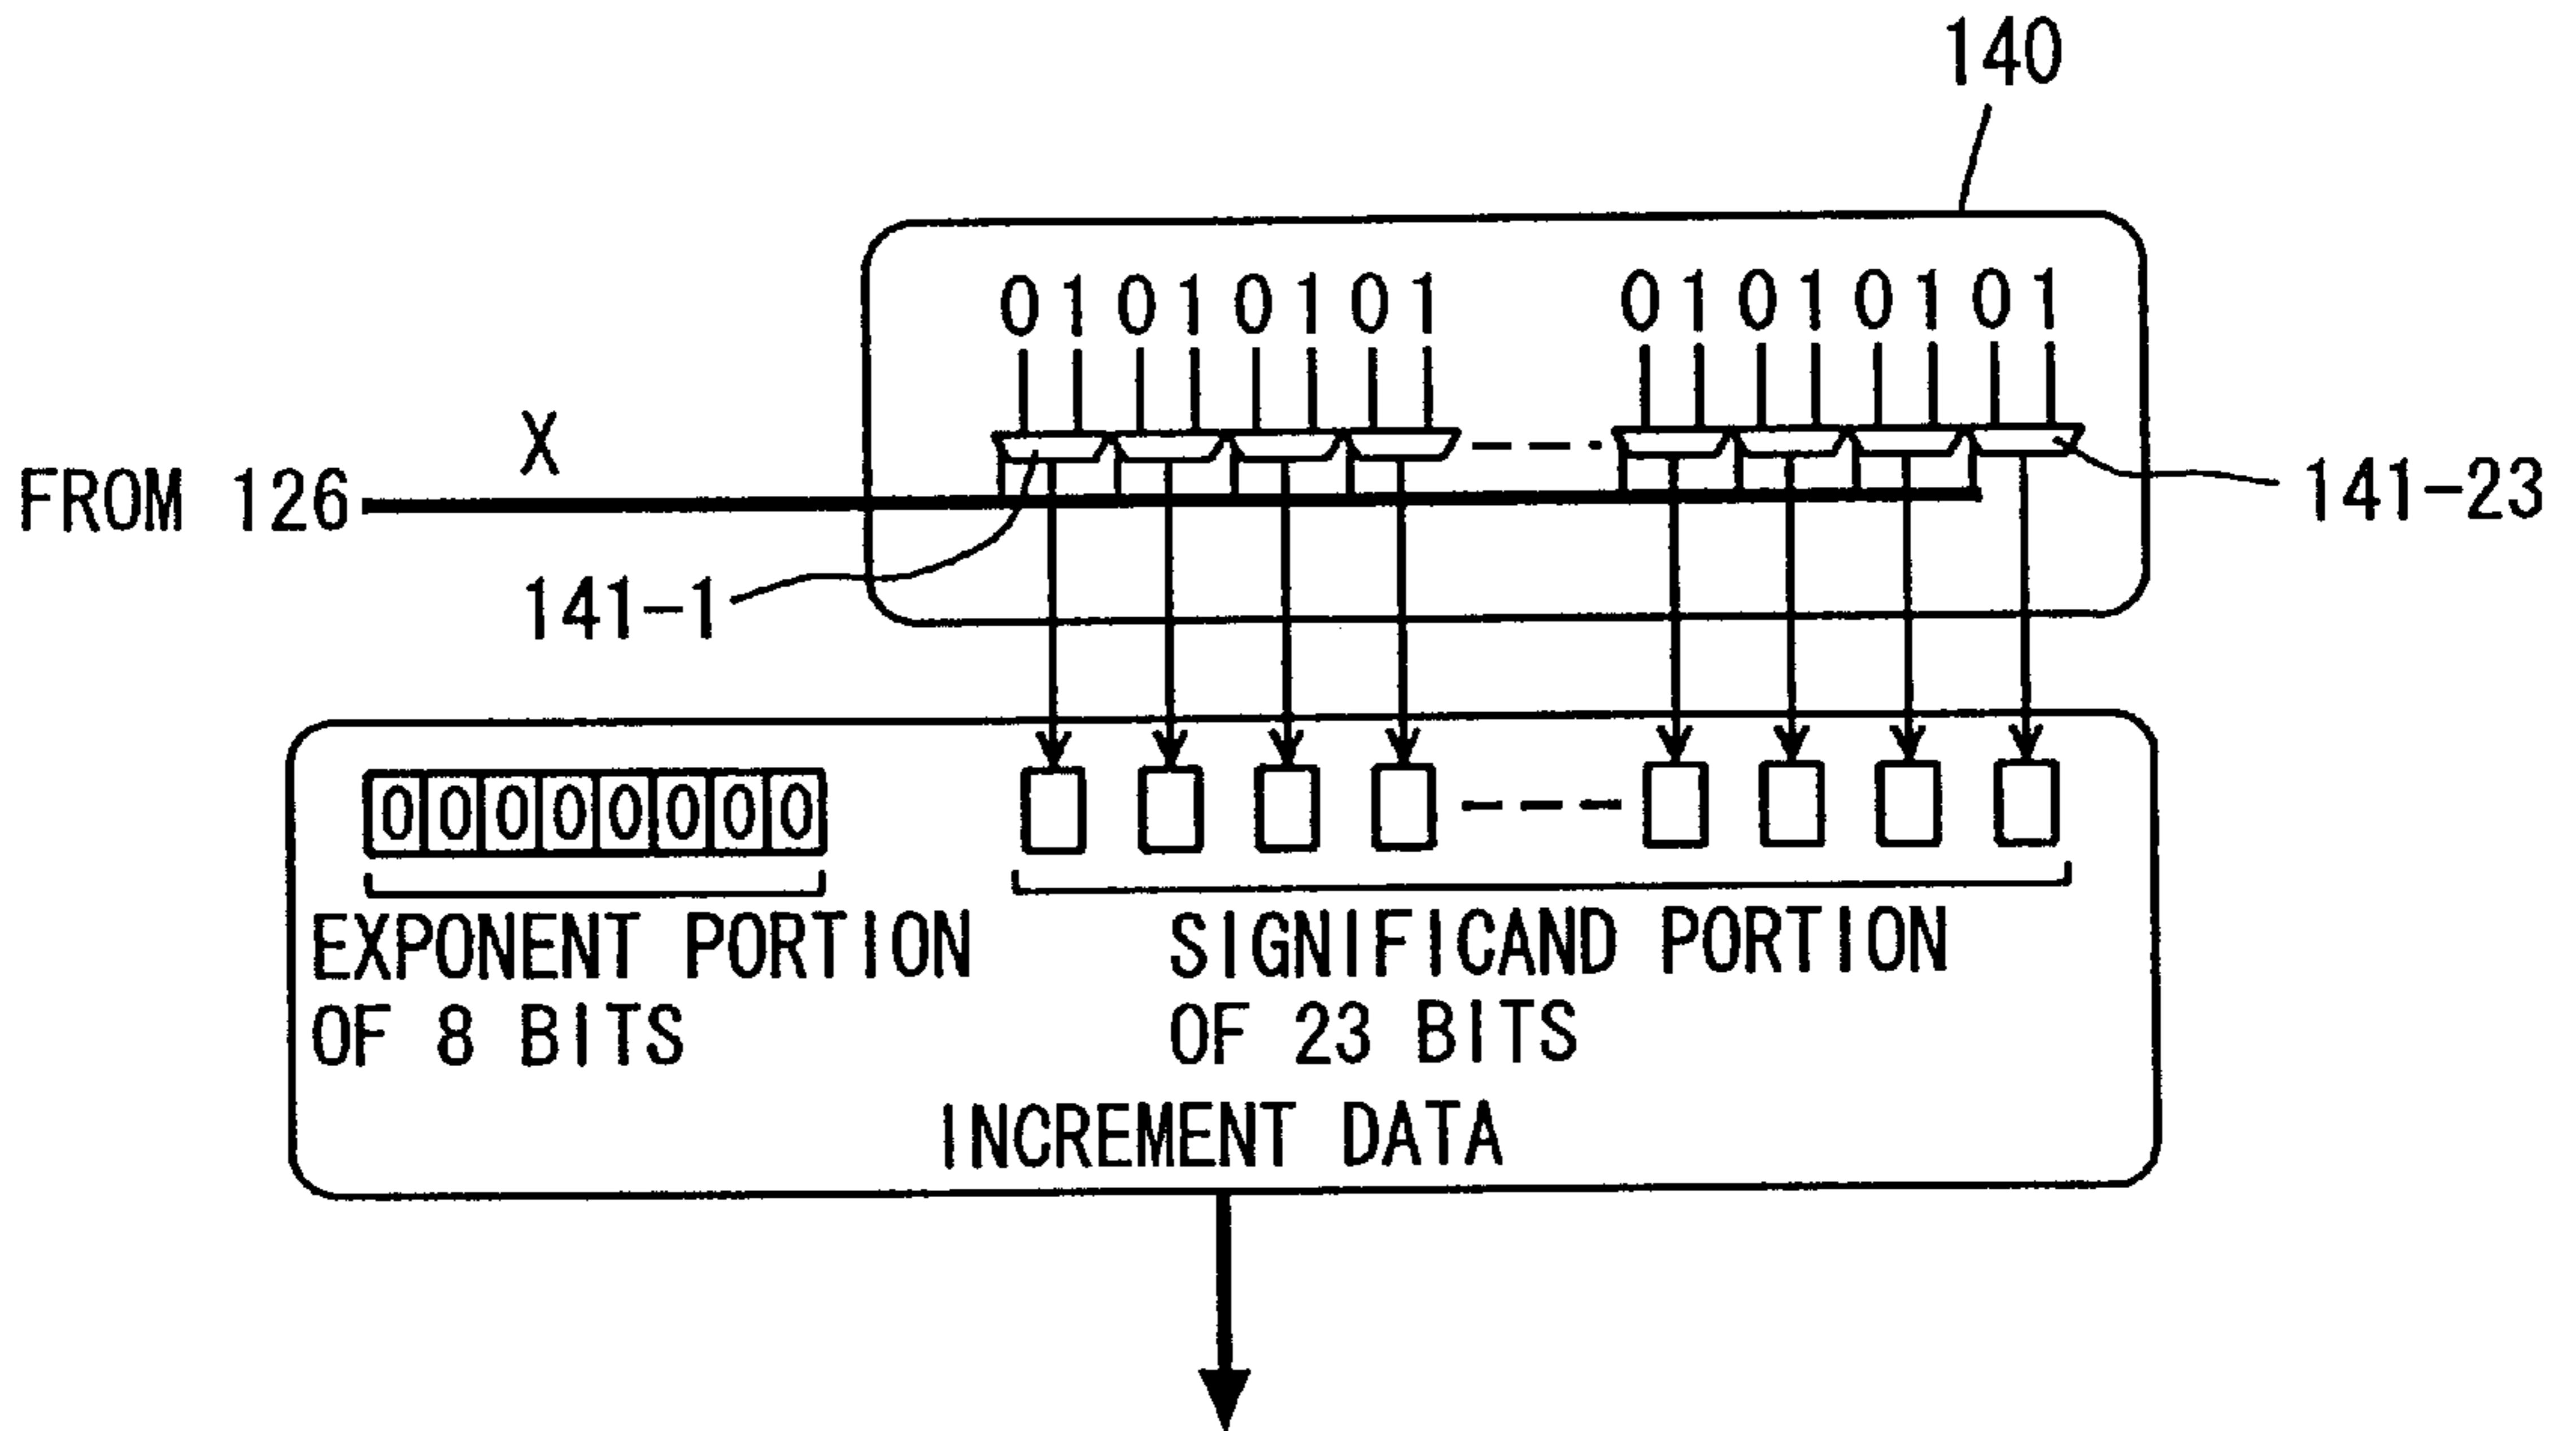 140
0 1 0 1 0 1 0 1 0 1 0 1 0 1 0 1
X
FROM 126
141-23
141-1
0 0 0 0 0 0 0 0
EXPONENT PORTION
OF 8 BITS
SIGNIFICAND PORTION
OF 23 BITS
INCREMENT DATA